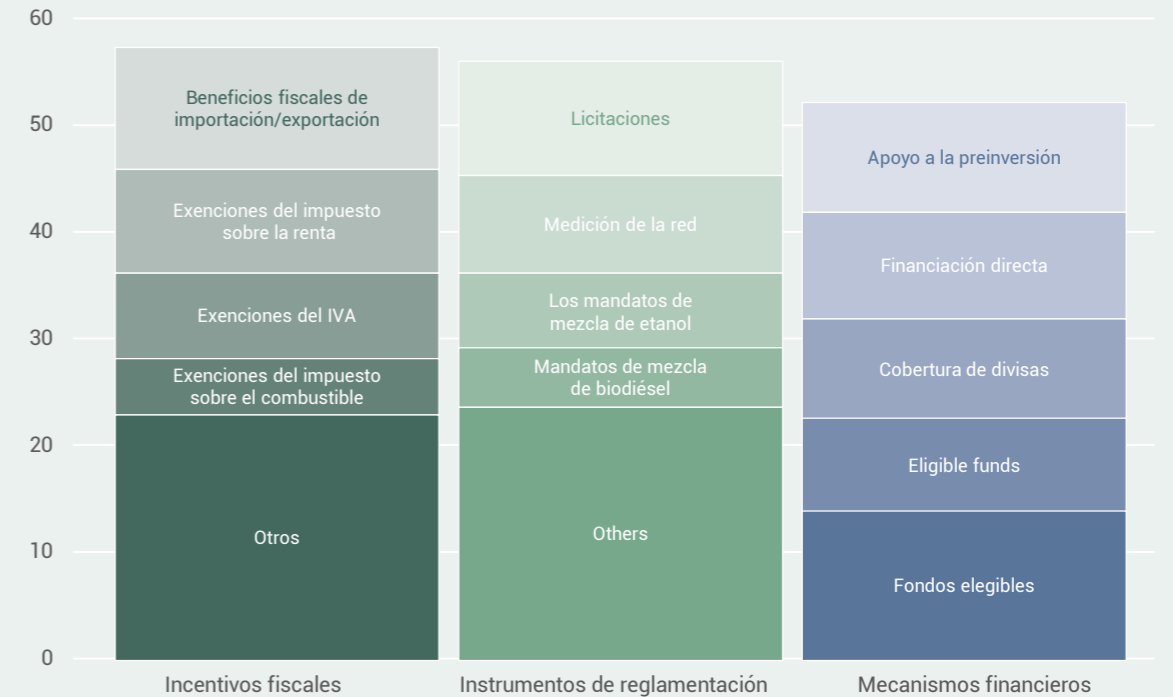 60
50
40
30
20
10
0
Beneficios fiscales de
importación/exportación
Exenciones del impuesto
sobre la renta
Exenciones del IVA
Exenciones del impuesto
sobre el combustible
Otros
Incentivos fiscales
Licitaciones
Medición de la red
Los mandatos de
mezcla de etanol
Mandatos de mezcla
de biodiésel
Others
Instrumentos de reglamentación
Apoyo a la preinversión
Financiación directa
Cobertura de divisas
Eligible funds
Fondos elegibles
Mecanismos financieros